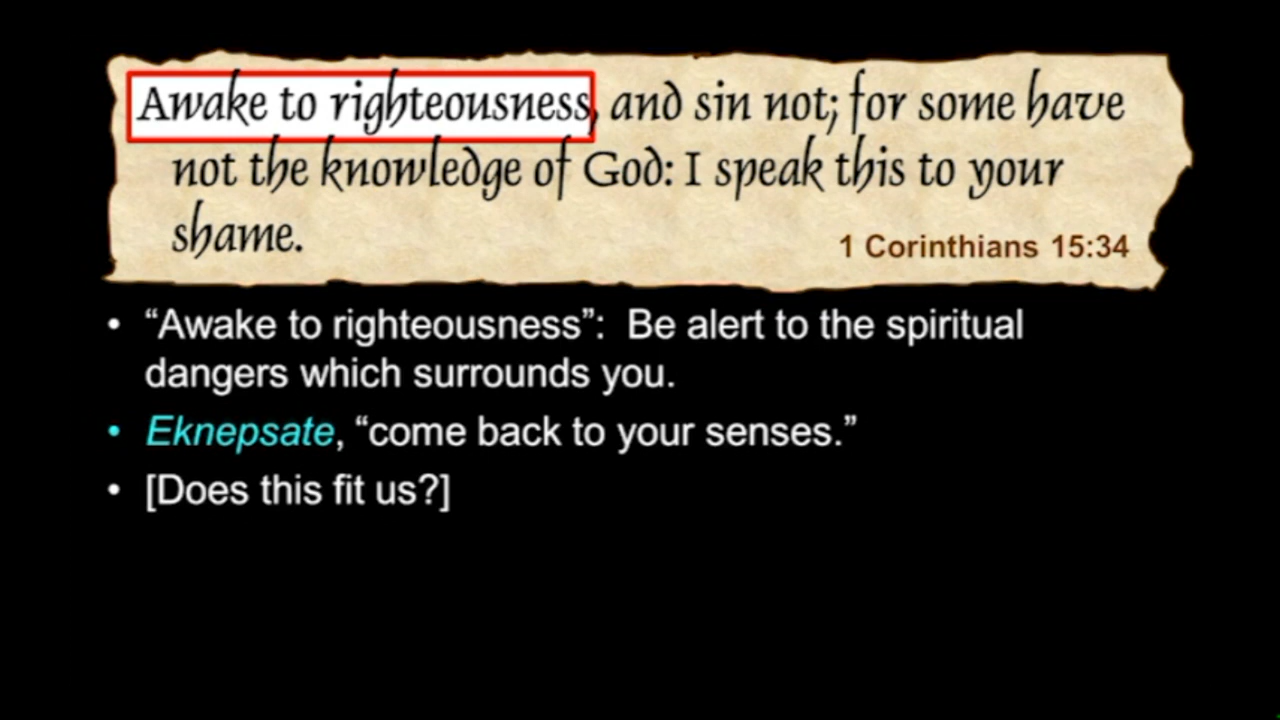 Awake to righteousness, and sin not; for some have
not the knowledge of God: I speak this to your
shame.
1 Corinthians 15:34
• “Awake to righteousness”: Be alert to the spiritual
dangers which surrounds you.
• Eknepsate, “come back to your senses.”
• [Does this fit us?]